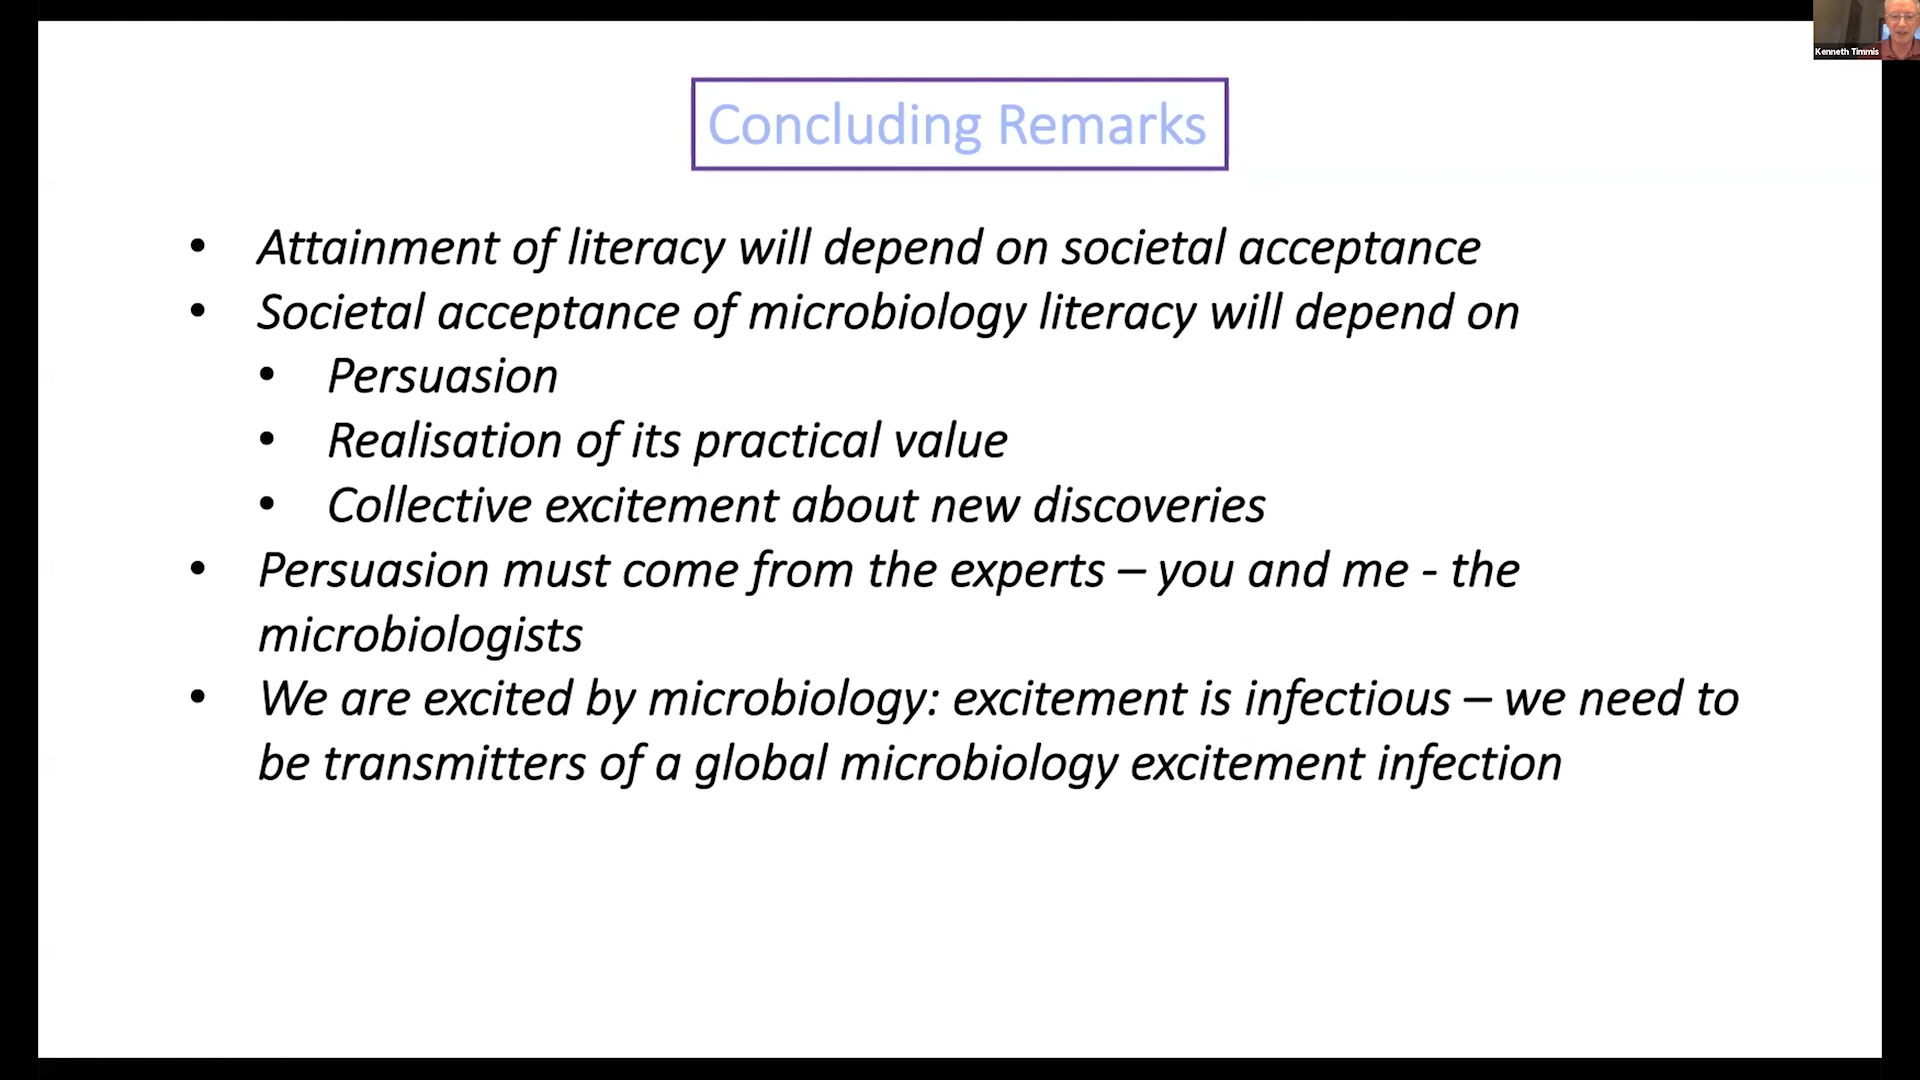 Kenneth Timmis
Concluding Remarks
• Attainment of literacy will depend on societal acceptance
• Societal acceptance of microbiology literacy will depend on
• Persuasion
• Realisation of its practical value
• Collective excitement about new discoveries
• Persuasion must come from the experts – you and me - the
microbiologists
• We are excited by microbiology: excitement is infectious – we need to
be transmitters of a global microbiology excitement infection